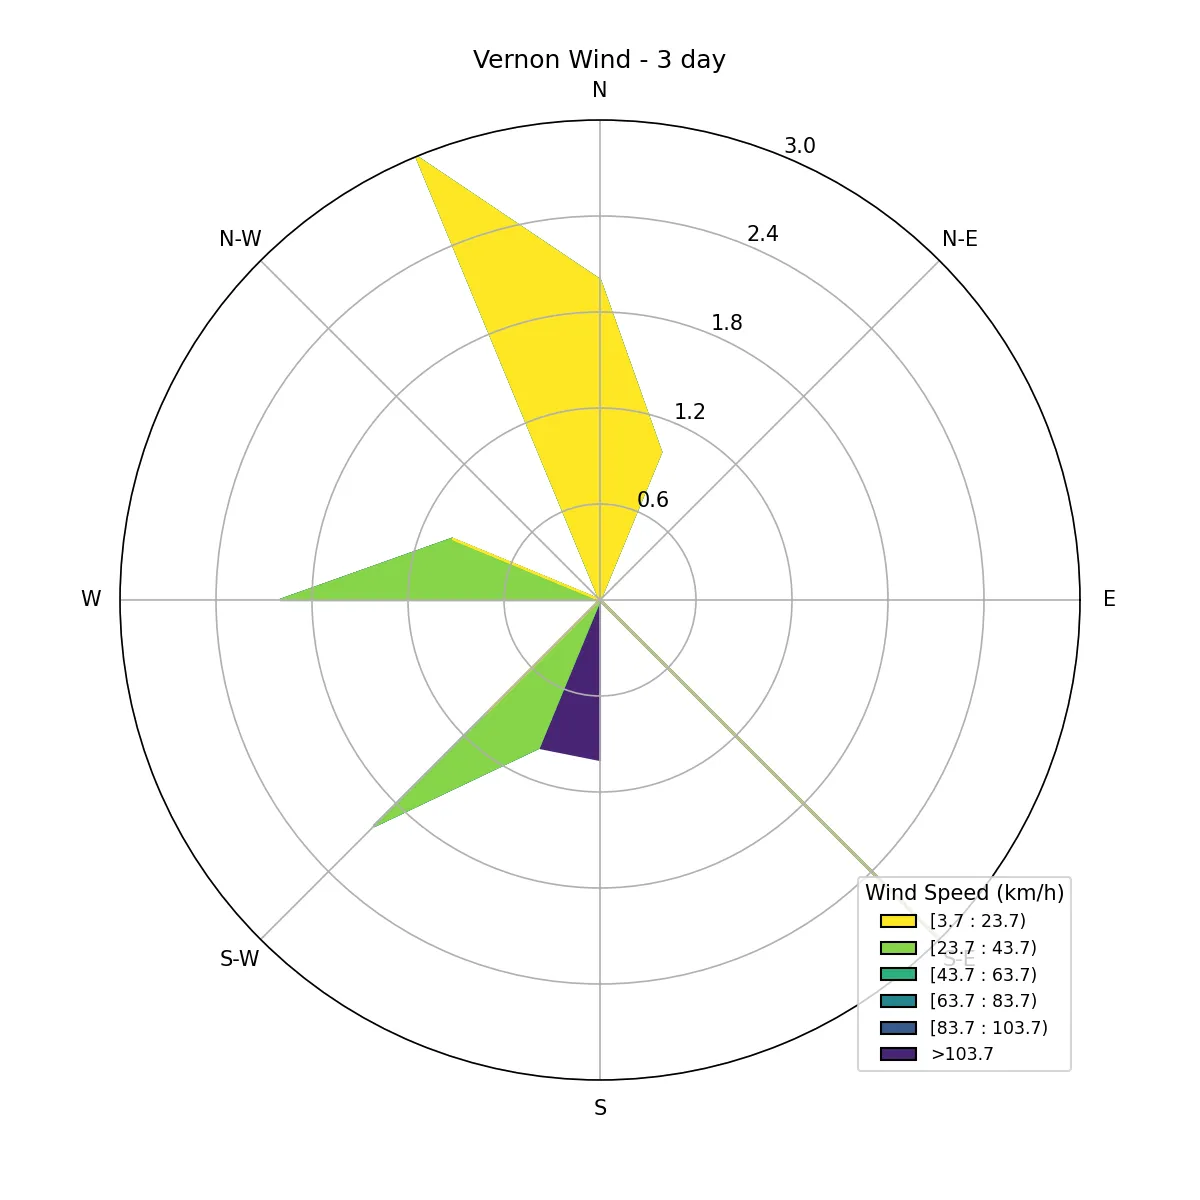 Vernon Wind - 3 day
N
3.0
N-W
2.4
N-E
1.8
1.2
0.6
W
E
S-W
S-E
S
Wind Speed (km/h)
[3.7 : 23.7)
[23.7 : 43.7)
[43.7 : 63.7)
[63.7 : 83.7)
[83.7 : 103.7)
>103.7